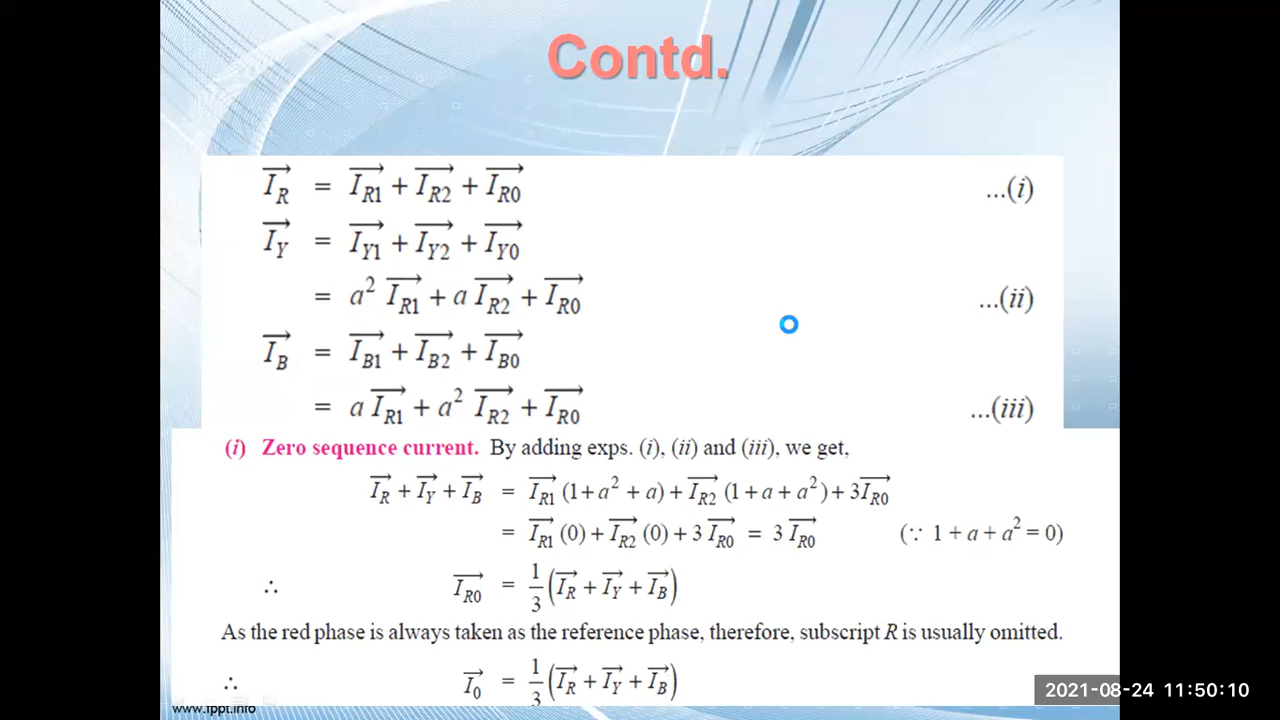 Contd.
I_R = I_R1 + I_R2 + I_R0 ...(i)
I_Y = I_Y1 + I_Y2 + I_Y0
= a² I_R1 + a I_R2 + I_R0 ...(ii)
I_B = I_B1 + I_B2 + I_B0
= a I_R1 + a² I_R2 + I_R0 ...(iii)
(i) Zero sequence current. By adding exps. (i), (ii) and (iii), we get,
I_R + I_Y + I_B = I_R1 (1 + a² + a) + I_R2 (1 + a + a²) + 3 I_R0
= I_R1 (0) + I_R2 (0) + 3 I_R0 = 3 I_R0 (∵ 1 + a + a² = 0)
∴ I_R0 = 1/3 (I_R + I_Y + I_B)
As the red phase is always taken as the reference phase, therefore, subscript R is usually omitted.
∴ I_0 = 1/3 (I_R + I_Y + I_B)
2021-08-24 11:50:10
www.fppt.info